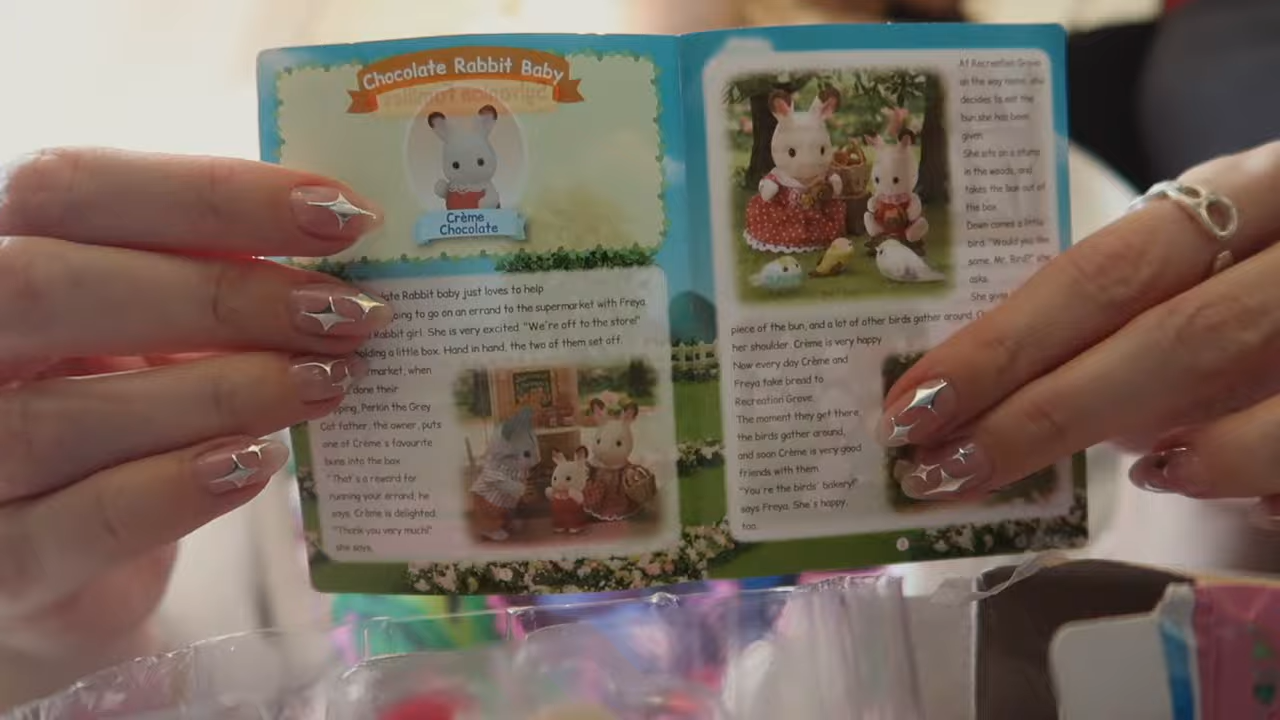 Chocolate Rabbit Baby
Crème
Chocolate
late Rabbit baby just loves to help
oing to go on an errand to the supermarket with Freya
Rabbit girl. She is very excited. "We're off to the store!"
holding a little box. Hand in hand, the two of them set off.
market, when
done their
pping, Perkin the Grey
Cat father, the owner, puts
one of Crème's favourite
buns into the box
"That's a reward for
running your errand, he
says. Crème is delighted.
"Thank you very much!"
she says.
At Recreation Grove
on the way home, she
decides to eat the
bun she has been
given.
She sits on a stump
in the woods, and
takes the bun out of
the box.
Down comes a little
bird. "Would you like
some, Mr. Bird?" she
asks.
She gives
piece of the bun, and a lot of other birds gather around.
her shoulder. Crème is very happy
Now every day Crème and
Freya take bread to
Recreation Grove.
The moment they get there,
the birds gather around,
and soon Crème is very good
friends with them
"You're the birds' bakery!"
says Freya. She's happy,
too.